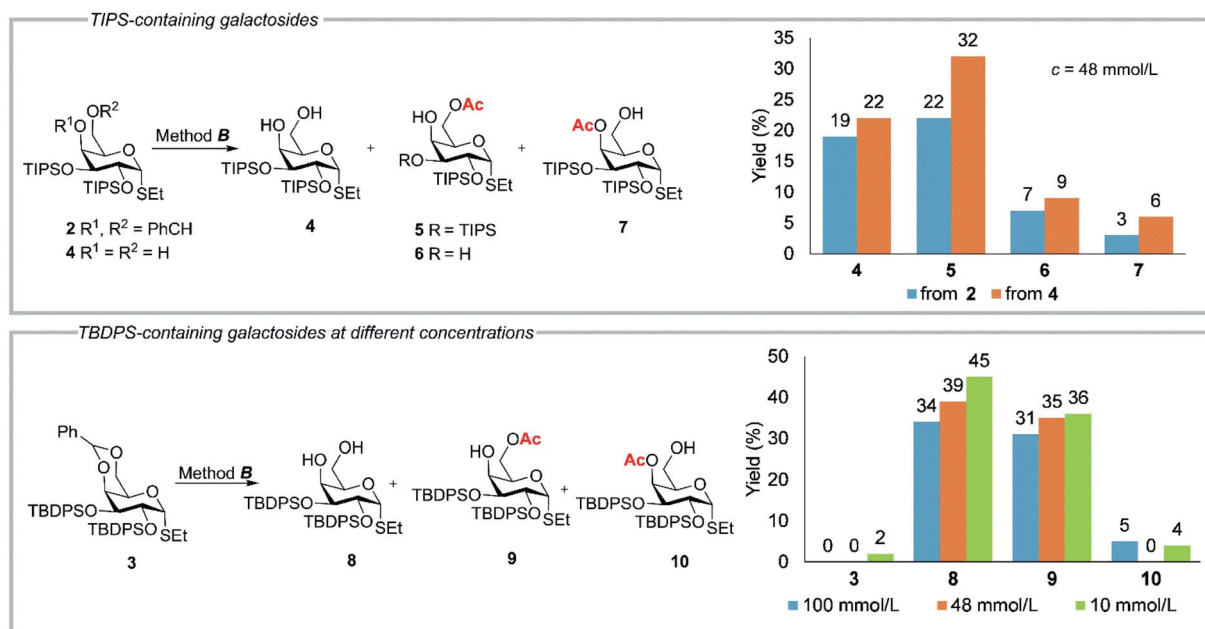 TIPS-containing galactosides
OR²
R¹O
O
TIPSO
TIPSO
SEt
2 R¹, R² = PhCH
4 R¹ = R² = H
Method B
OH
HO
O
TIPSO
TIPSO
SEt
4
+
OAc
HO
O
RO
TIPSO
SEt
5 R = TIPS
6 R = H
+
OH
AcO
O
TIPSO
TIPSO
SEt
7
Yield (%)
35
30
25
20
15
10
5
0
c = 48 mmol/L
19 22
22 32
7 9
3 6
4 5 6 7
from 2 from 4
TBDPS-containing galactosides at different concentrations
Ph
O
O
O
TBDPSO
TBDPSO
SEt
3
Method B
OH
HO
O
TBDPSO
TBDPSO
SEt
8
+
OAc
HO
O
TBDPSO
TBDPSO
SEt
9
+
OH
AcO
O
TBDPSO
TBDPSO
SEt
10
Yield (%)
50
40
30
20
10
0
0 0 2
34 39 45
31 35 36
5 0 4
3 8 9 10
100 mmol/L 48 mmol/L 10 mmol/L